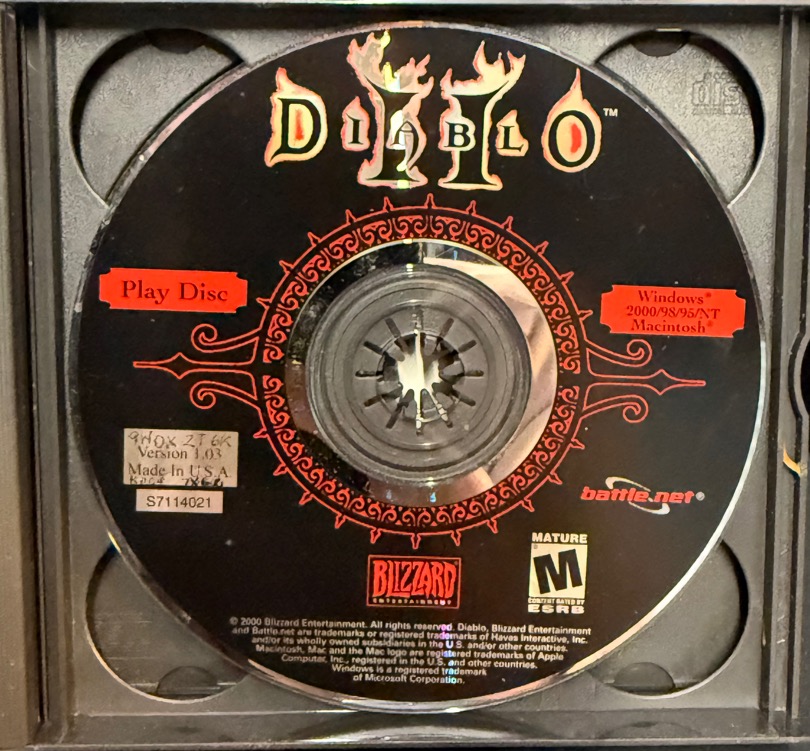 DIABLO II™
disc
Play Disc
Windows®
2000/98/95/NT
Macintosh®
Version 1.03
Made In U.S.A.
S7114021
battle.net®
BLIZZARD®
ENTERTAINMENT
MATURE
M
CONTENT RATED BY
ESRB
© 2000 Blizzard Entertainment. All rights reserved. Diablo, Blizzard Entertainment
and Battle.net are trademarks or registered trademarks of Havas Interactive, Inc.
and/or its wholly owned subsidiaries in the U.S. and/or other countries.
Macintosh, Mac and the Mac logo are registered trademarks of Apple
Computer, Inc., registered in the U.S. and other countries.
Windows is a registered trademark
of Microsoft Corporation.